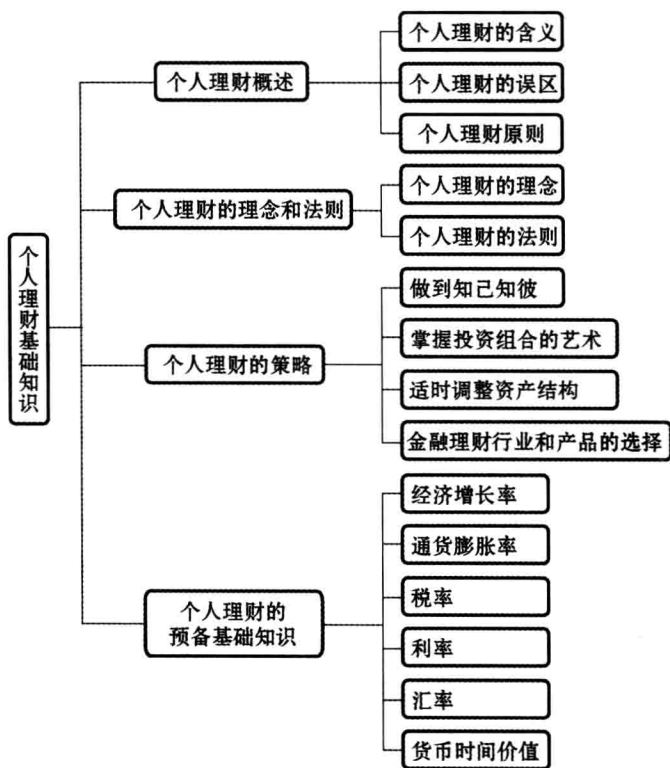 个人理财基础知识
个人理财概述
个人理财的含义
个人理财的误区
个人理财原则
个人理财的理念和法则
个人理财的理念
个人理财的法则
个人理财的策略
做到知己知彼
掌握投资组合的艺术
适时调整资产结构
金融理财行业和产品的选择
个人理财的
预备基础知识
经济增长率
通货膨胀率
税率
利率
汇率
货币时间价值